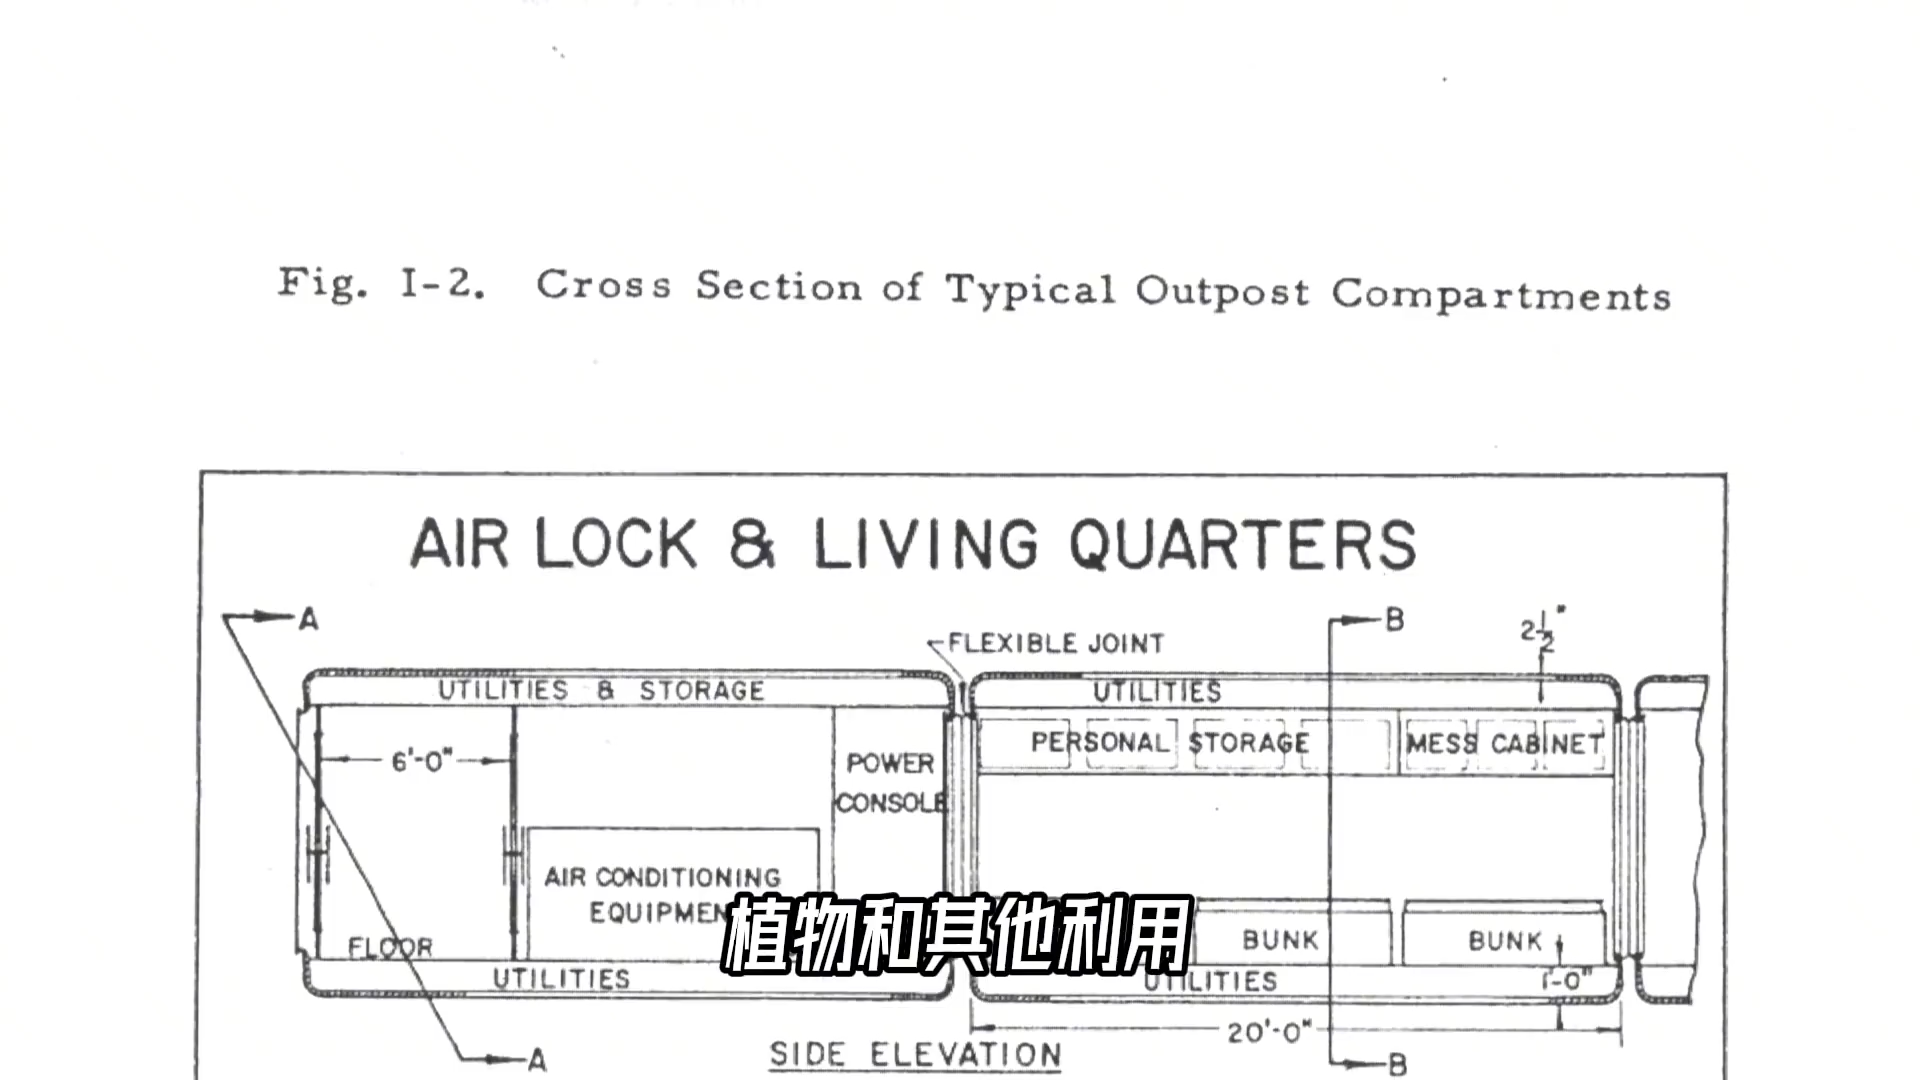 Fig. I-2. Cross Section of Typical Outpost Compartments
AIR LOCK & LIVING QUARTERS
A
B
2½"
FLEXIBLE JOINT
UTILITIES & STORAGE
UTILITIES
6'-0"
POWER
CONSOLE
PERSONAL STORAGE
MESS CABINET
AIR CONDITIONING
EQUIPMEN
植物和其他利用
FLOOR
BUNK
BUNK
UTILITIES
UTILITIES
1'-0"
20'-0"
SIDE ELEVATION
A
B